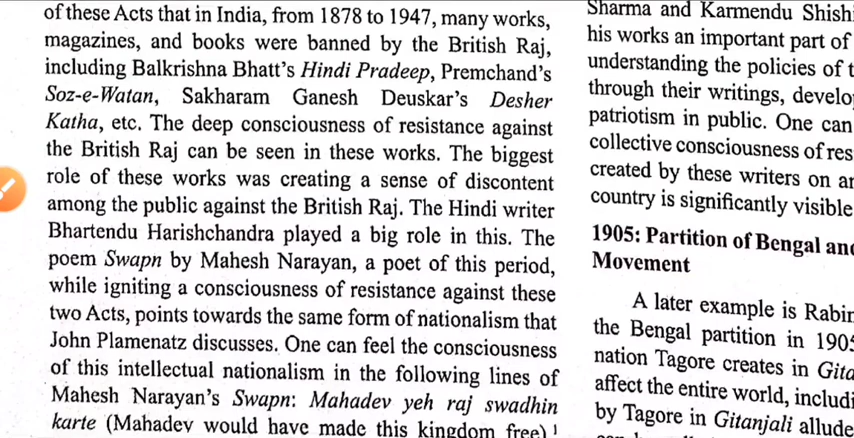 of these Acts that in India, from 1878 to 1947, many works,
magazines, and books were banned by the British Raj,
including Balkrishna Bhatt's Hindi Pradeep, Premchand's
Soz-e-Watan, Sakharam Ganesh Deuskar's Desher
Katha, etc. The deep consciousness of resistance against
the British Raj can be seen in these works. The biggest
role of these works was creating a sense of discontent
among the public against the British Raj. The Hindi writer
Bhartendu Harishchandra played a big role in this. The
poem Swapn by Mahesh Narayan, a poet of this period,
while igniting a consciousness of resistance against these
two Acts, points towards the same form of nationalism that
John Plamenatz discusses. One can feel the consciousness
of this intellectual nationalism in the following lines of
Mahesh Narayan's Swapn: Mahadev yeh raj swadhin
karte (Mahadev would have made this kingdom free)
Sharma and Karmendu
his works an important part of
understanding the policies of
through their writings,
patriotism in public. One can
collective consciousness of
created by these writers on
country is significantly visible
1905: Partition of Bengal
Movement
A later example is
the Bengal partition in
nation Tagore creates in
affect the entire world,
by Tagore in Gitanjali